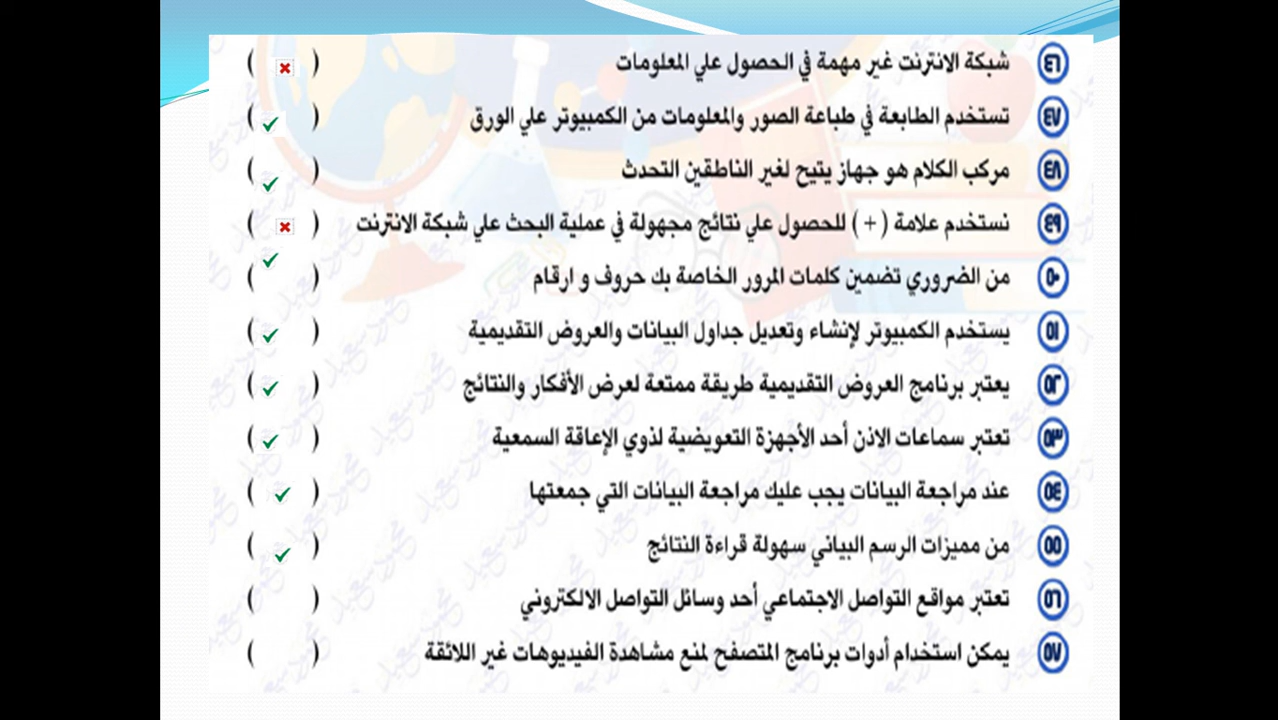 ٤٦ شبكة الانترنت غير مهمة في الحصول علي المعلومات ( ✖ )
٤٧ تستخدم الطابعة في طباعة الصور والمعلومات من الكمبيوتر علي الورق ( ✔ )
٤٨ مركب الكلام هو جهاز يتيح لغير الناطقين التحدث ( ✔ )
٤٩ نستخدم علامة (+) للحصول علي نتائج مجهولة في عملية البحث علي شبكة الانترنت ( ✖ )
٥٠ من الضروري تضمين كلمات المرور الخاصة بك حروف و ارقام ( ✔ )
٥١ يستخدم الكمبيوتر لإنشاء وتعديل جداول البيانات والعروض التقديمية ( ✔ )
٥٢ يعتبر برنامج العروض التقديمية طريقة ممتعة لعرض الأفكار والنتائج ( ✔ )
٥٣ تعتبر سماعات الاذن أحد الأجهزة التعويضية لذوي الإعاقة السمعية ( ✔ )
٥٤ عند مراجعة البيانات يجب عليك مراجعة البيانات التي جمعتها ( ✔ )
٥٥ من مميزات الرسم البياني سهولة قراءة النتائج ( ✔ )
٥٦ تعتبر مواقع التواصل الاجتماعي أحد وسائل التواصل الالكتروني ( )
٥٧ يمكن استخدام أدوات برنامج المتصفح لمنع مشاهدة الفيديوهات غير اللائقة ( )